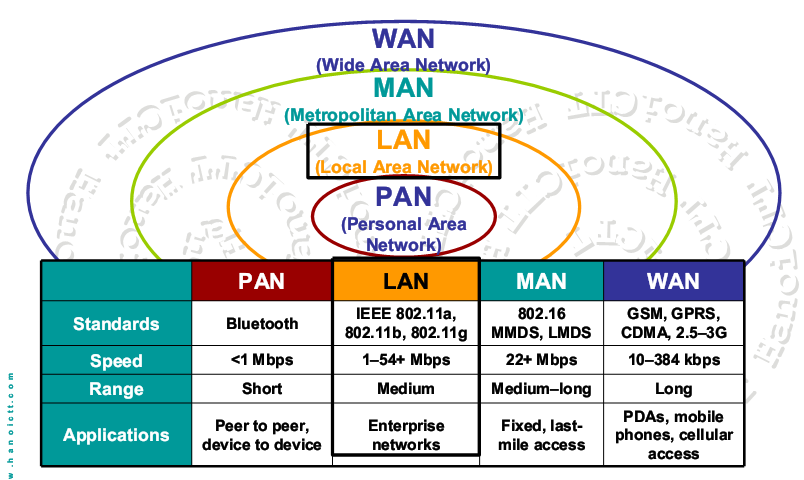 WAN
(Wide Area Network)
MAN
(Metropolitan Area Network)
LAN
(Local Area Network)
PAN
(Personal Area
Network)
PAN LAN MAN WAN
Standards
Bluetooth
IEEE 802.11a,
802.11b, 802.11g
802.16
MMDS, LMDS
GSM, GPRS,
CDMA, 2.5–3G
Speed <1 Mbps 1–54+ Mbps 22+ Mbps 10–384 kbps
Range Short Medium Medium–long Long
Applications
Peer to peer,
device to device
Enterprise
networks
Fixed, last-
mile access
PDAs, mobile
phones, cellular
access
w.hanoictt.com